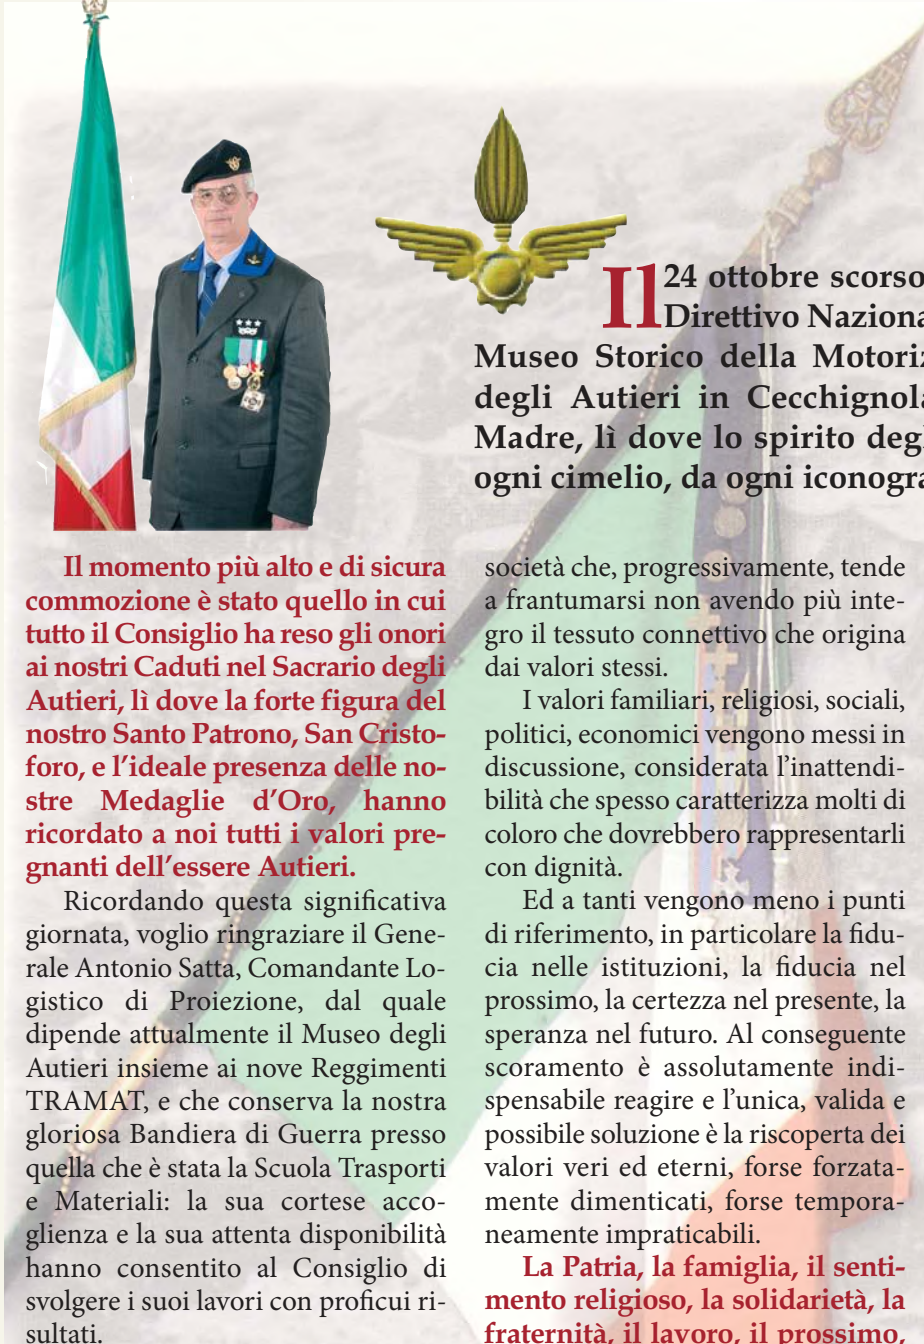 Il 24 ottobre scorso,
Direttivo Naziona
Museo Storico della Motoriz
degli Autieri in Cecchignola
Madre, lì dove lo spirito degl
ogni cimelio, da ogni iconogra
Il momento più alto e di sicura
commozione è stato quello in cui
tutto il Consiglio ha reso gli onori
ai nostri Caduti nel Sacrario degli
Autieri, lì dove la forte figura del
nostro Santo Patrono, San Cristo-
foro, e l'ideale presenza delle no-
stre Medaglie d'Oro, hanno
ricordato a noi tutti i valori pre-
gnanti dell'essere Autieri.
Ricordando questa significativa
giornata, voglio ringraziare il Gene-
rale Antonio Satta, Comandante Lo-
gistico di Proiezione, dal quale
dipende attualmente il Museo degli
Autieri insieme ai nove Reggimenti
TRAMAT, e che conserva la nostra
gloriosa Bandiera di Guerra presso
quella che è stata la Scuola Trasporti
e Materiali: la sua cortese acco-
glienza e la sua attenta disponibilità
hanno consentito al Consiglio di
svolgere i suoi lavori con proficui ri-
sultati.
società che, progressivamente, tende
a frantumarsi non avendo più inte-
gro il tessuto connettivo che origina
dai valori stessi.
I valori familiari, religiosi, sociali,
politici, economici vengono messi in
discussione, considerata l'inattendi-
bilità che spesso caratterizza molti di
coloro che dovrebbero rappresentarli
con dignità.
Ed a tanti vengono meno i punti
di riferimento, in particolare la fidu-
cia nelle istituzioni, la fiducia nel
prossimo, la certezza nel presente, la
speranza nel futuro. Al conseguente
scoramento è assolutamente indi-
spensabile reagire e l'unica, valida e
possibile soluzione è la riscoperta dei
valori veri ed eterni, forse forzata-
mente dimenticati, forse tempora-
neamente impraticabili.
La Patria, la famiglia, il senti-
mento religioso, la solidarietà, la
fraternità, il lavoro, il prossimo,